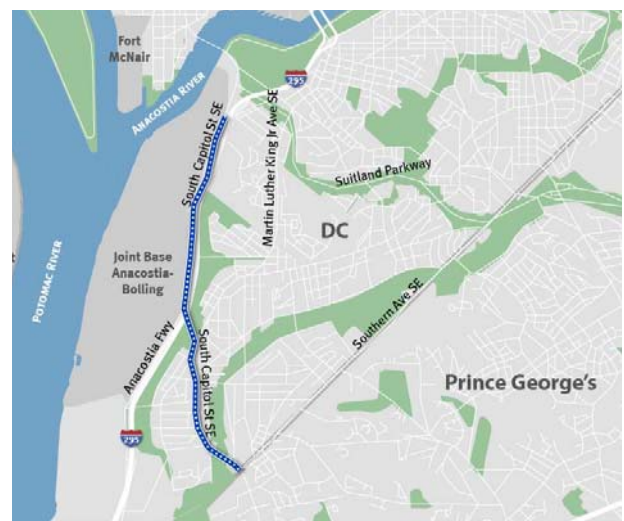 Fort
McNair
ANACOSTIA RIVER
295
South Capitol St SE
Martin Luther King Jr Ave SE
Suitland Parkway
DC
Joint Base
Anacostia-
Bolling
POTOMAC RIVER
Southern Ave SE
Anacostia Fwy
South Capitol St SE
Prince George's
295